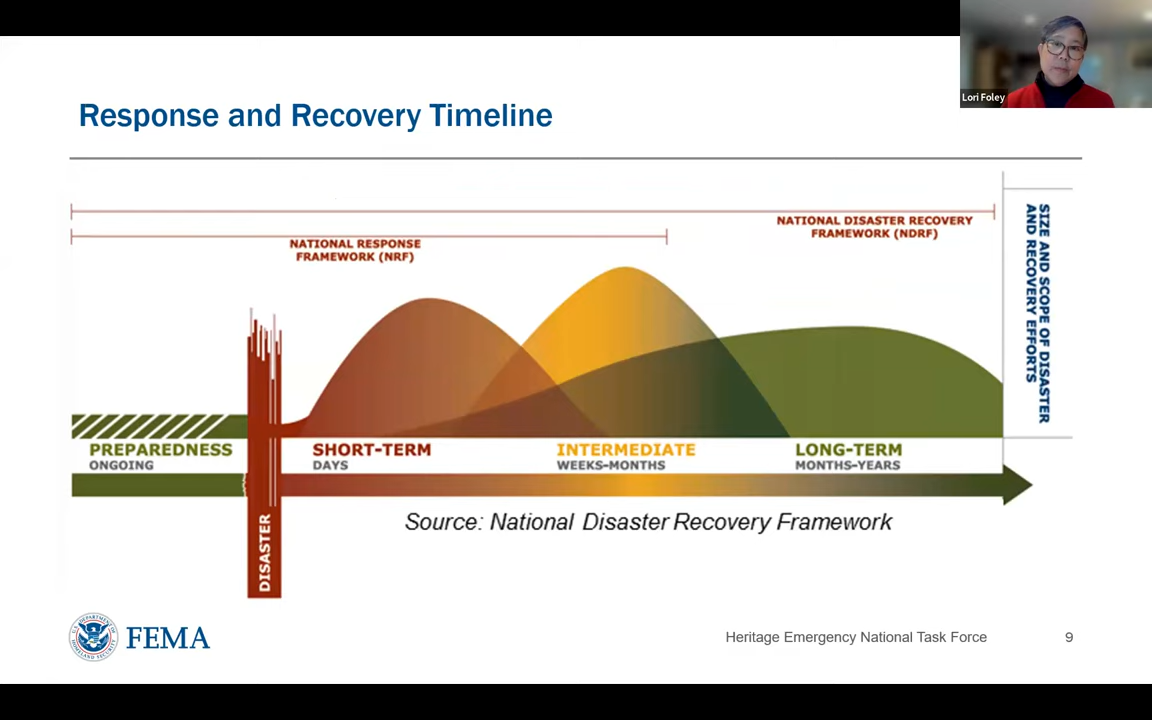 Lori Foley
Response and Recovery Timeline
NATIONAL DISASTER RECOVERY
FRAMEWORK (NDRF)
NATIONAL RESPONSE
FRAMEWORK (NRF)
SIZE AND SCOPE OF DISASTER
AND RECOVERY EFFORTS
PREPAREDNESS
ONGOING
SHORT-TERM
DAYS
INTERMEDIATE
WEEKS-MONTHS
LONG-TERM
MONTHS-YEARS
DISASTER
Source: National Disaster Recovery Framework
FEMA
Heritage Emergency National Task Force
9